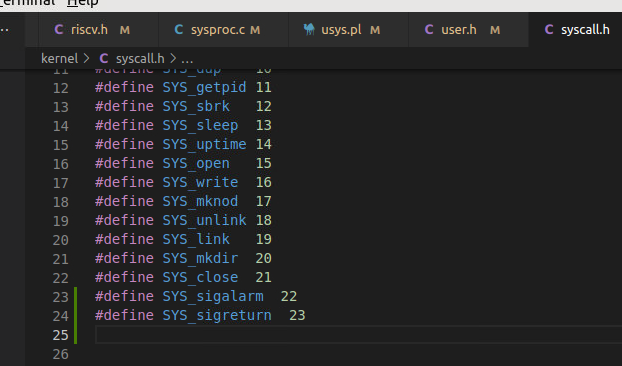 Terminal Help
riscv.h M sysproc.c M usys.pl M user.h M syscall.h
kernel > syscall.h > ...
11 #define SYS_dup 10
12 #define SYS_getpid 11
13 #define SYS_sbrk 12
14 #define SYS_sleep 13
15 #define SYS_uptime 14
16 #define SYS_open 15
17 #define SYS_write 16
18 #define SYS_mknod 17
19 #define SYS_unlink 18
20 #define SYS_link 19
21 #define SYS_mkdir 20
22 #define SYS_close 21
23 #define SYS_sigalarm 22
24 #define SYS_sigreturn 23
25
26